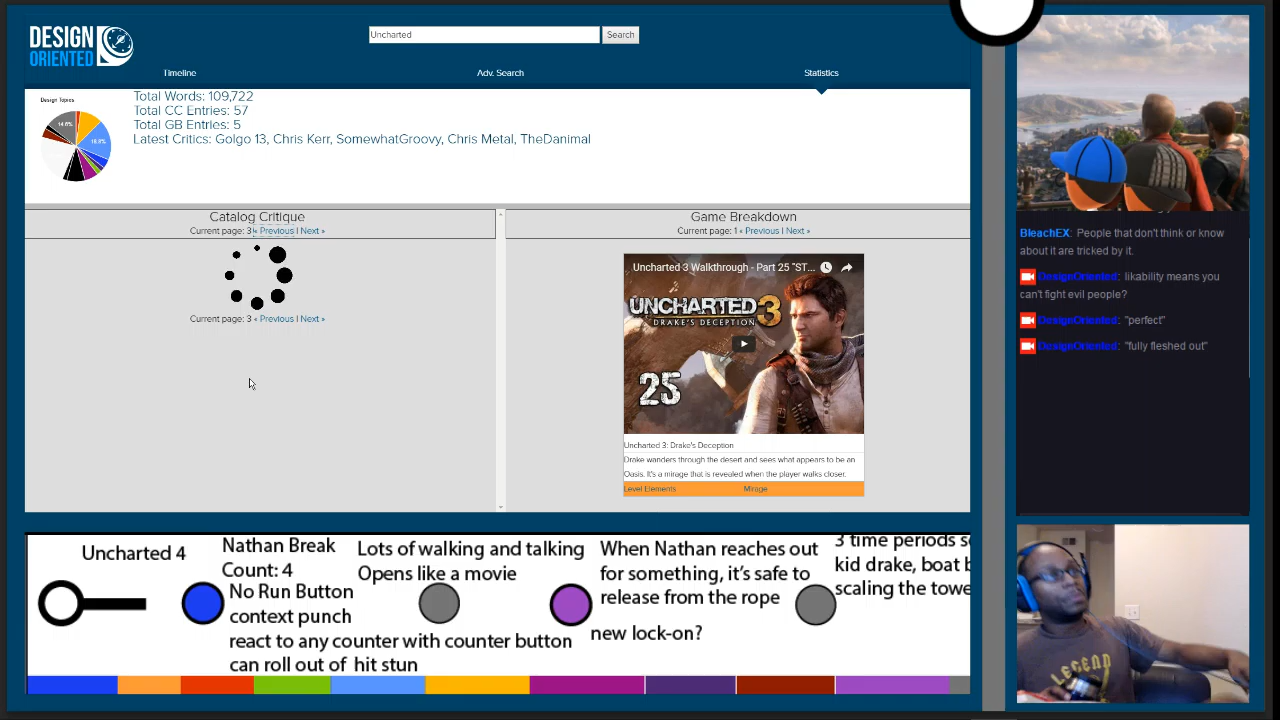 DESIGN
ORIENTED
Uncharted
Search
Timeline
Adv. Search
Statistics
Design Topics
14.6%
18.8%
Total Words: 109,722
Total CC Entries: 57
Total GB Entries: 5
Latest Critics: Golgo 13, Chris Kerr, SomewhatGroovy, Chris Metal, TheDanimal
Catalog Critique
Current page: 3 « Previous | Next »
Current page: 3 « Previous | Next »
Game Breakdown
Current page: 1 « Previous | Next »
Uncharted 3 Walkthrough - Part 25 "ST...
UNCHARTED 3
DRAKE'S DECEPTION
25
Uncharted 3: Drake's Deception
Drake wanders through the desert and sees what appears to be an
Oasis. It's a mirage that is revealed when the player walks closer.
Level Elements
Mirage
BleachEX: People that don't think or know
about it are tricked by it.
DesignOriented: likability means you
can't fight evil people?
DesignOriented: "perfect"
DesignOriented: "fully fleshed out"
Uncharted 4
Nathan Break
Count: 4
No Run Button
context punch
react to any counter with counter button
can roll out of hit stun
Lots of walking and talking
Opens like a movie
When Nathan reaches out
for something, it's safe to
release from the rope
new lock-on?
3 time periods
kid drake, boat
scaling the
LEGEND